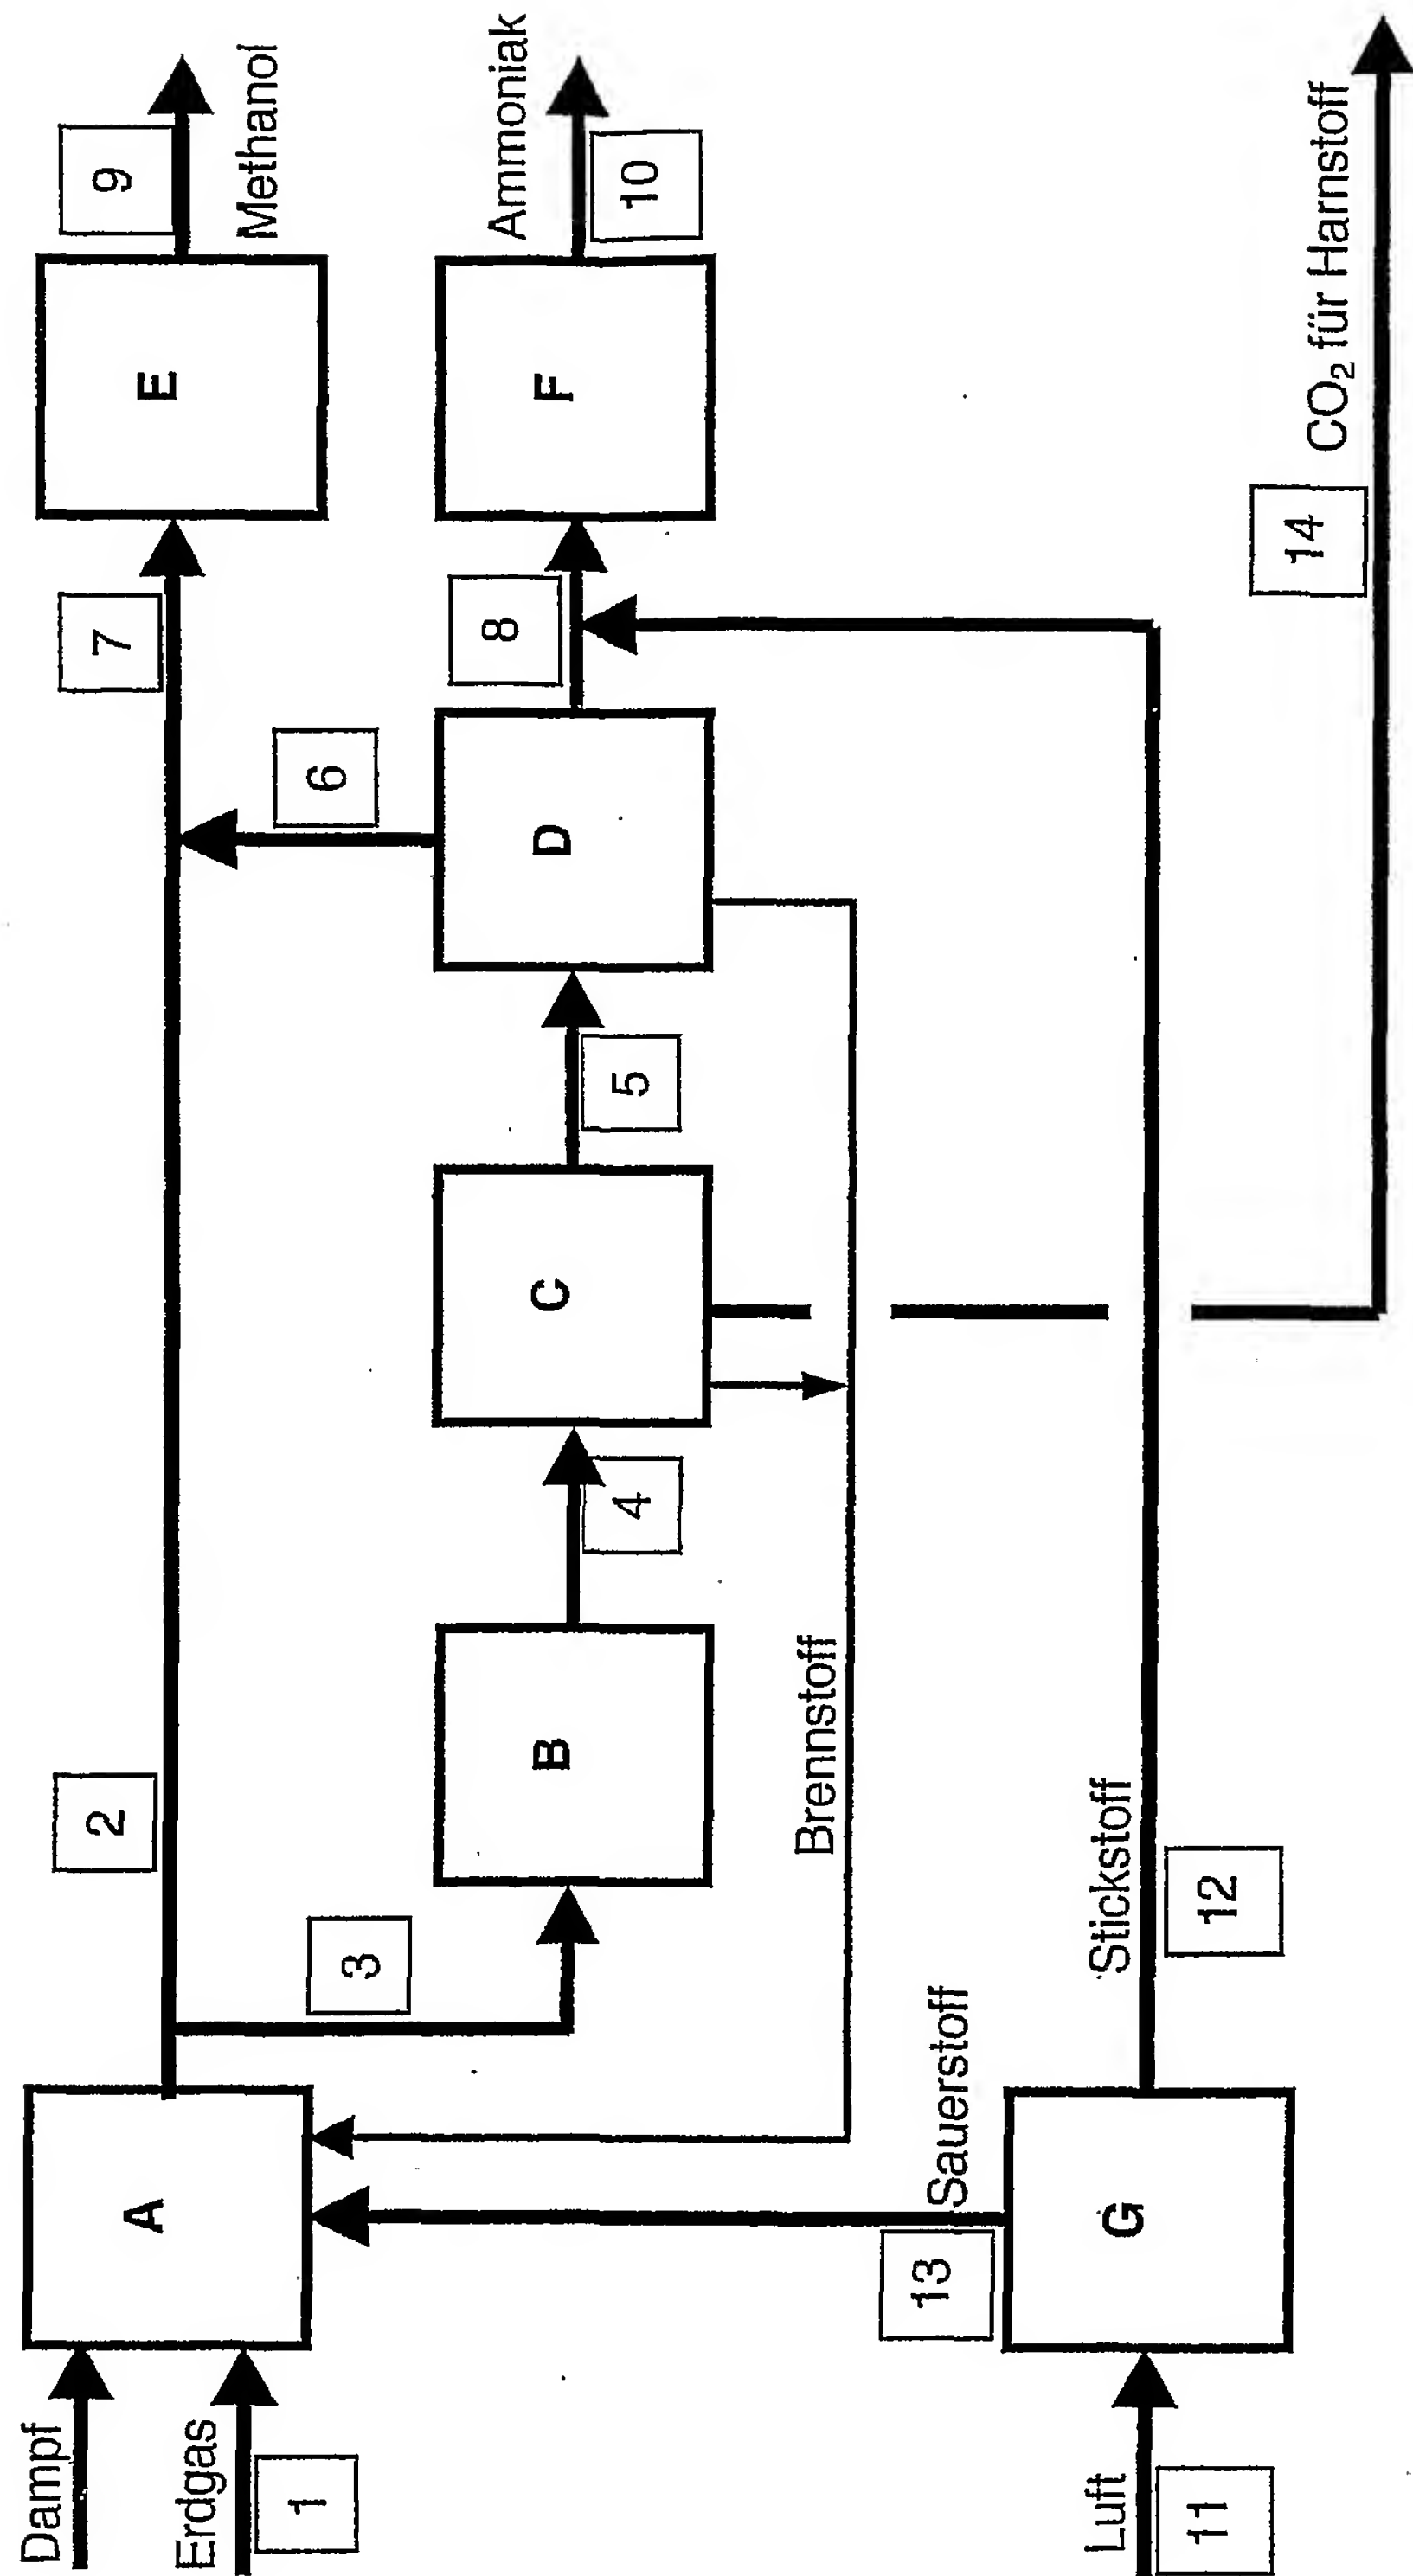 Dampf
Erdgas
1
A
2
3
B
4
C
5
D
6
7
8
E
F
9
Methanol
Ammoniak
10
Brennstoff
Sauerstoff
13
Luft
11
G
Stickstoff
12
14
CO₂ für Harnstoff